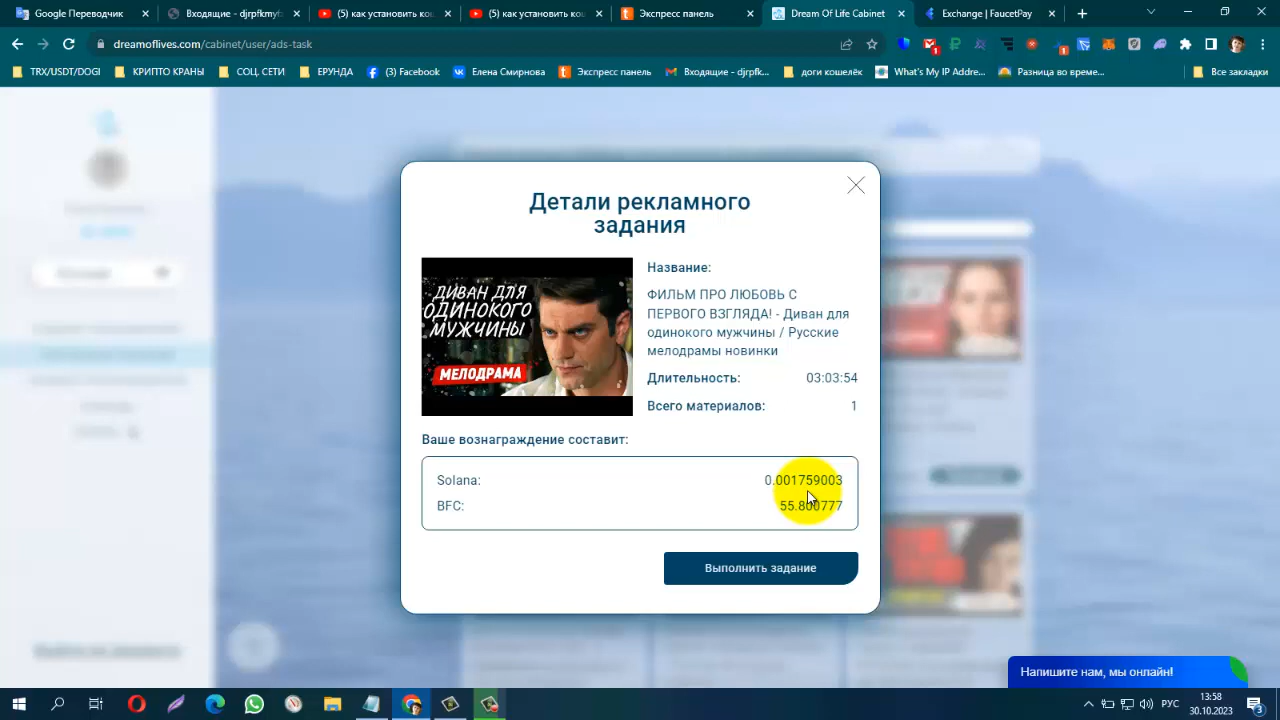 Google Переводчик
Входящие - djrpfkmyf
(5) как установить кош
(5) как установить кош
Экспресс панель
Dream Of Life Cabinet
Exchange | FaucetPay
dreamoflives.com/cabinet/user/ads-task
TRX/USDT/DOGI
КРИПТО КРАНЫ
СОЦ. СЕТИ
ЕРУНДА
(3) Facebook
Елена Смирнова
Экспресс панель
Входящие - djrpfk...
доги кошелёк
What's My IP Addre...
Разница во време...
Все закладки
Детали рекламного
задания
ДИВАН ДЛЯ
ОДИНОКОГО
МУЖЧИНЫ
МЕЛОДРАМА
Название:
ФИЛЬМ ПРО ЛЮБОВЬ С
ПЕРВОГО ВЗГЛЯДА! - Диван для
одинокого мужчины / Русские
мелодрамы новинки
Длительность: 03:03:54
Всего материалов: 1
Ваше вознаграждение составит:
Solana: 0.001759003
BFC: 55.800777
Выполнить задание
Напишите нам, мы онлайн!
РУС
13:58
30.10.2023
3